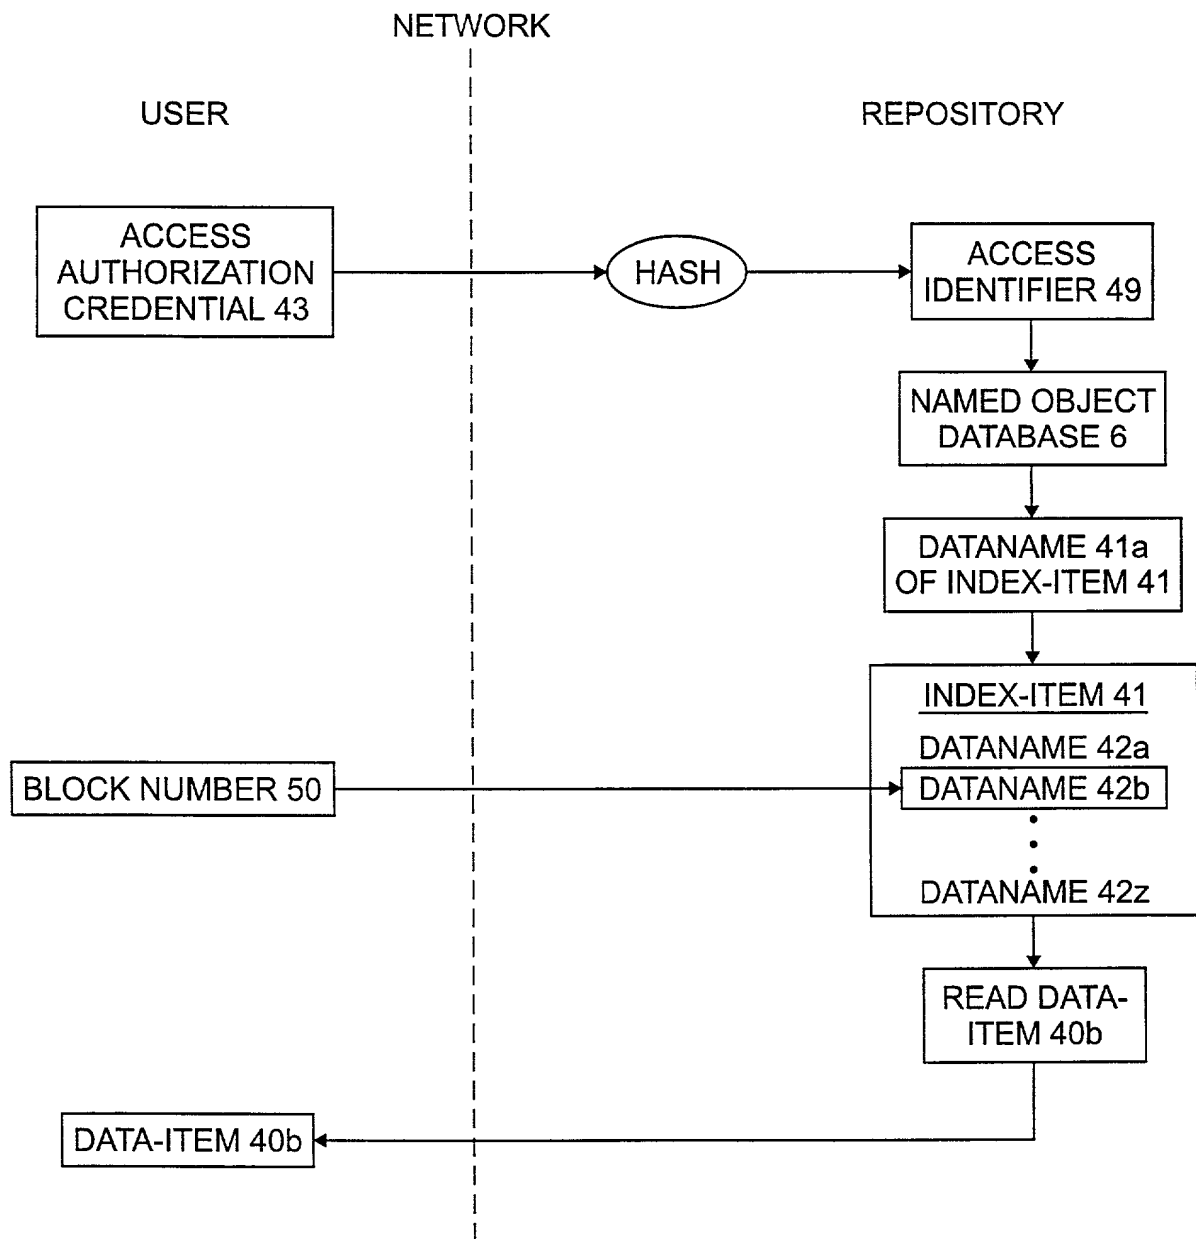 NETWORK
USER
REPOSITORY
ACCESS
AUTHORIZATION
CREDENTIAL 43
HASH
ACCESS
IDENTIFIER 49
NAMED OBJECT
DATABASE 6
DATANAME 41a
OF INDEX-ITEM 41
INDEX-ITEM 41
DATANAME 42a
BLOCK NUMBER 50
DATANAME 42b
DATANAME 42z
READ DATA-
ITEM 40b
DATA-ITEM 40b